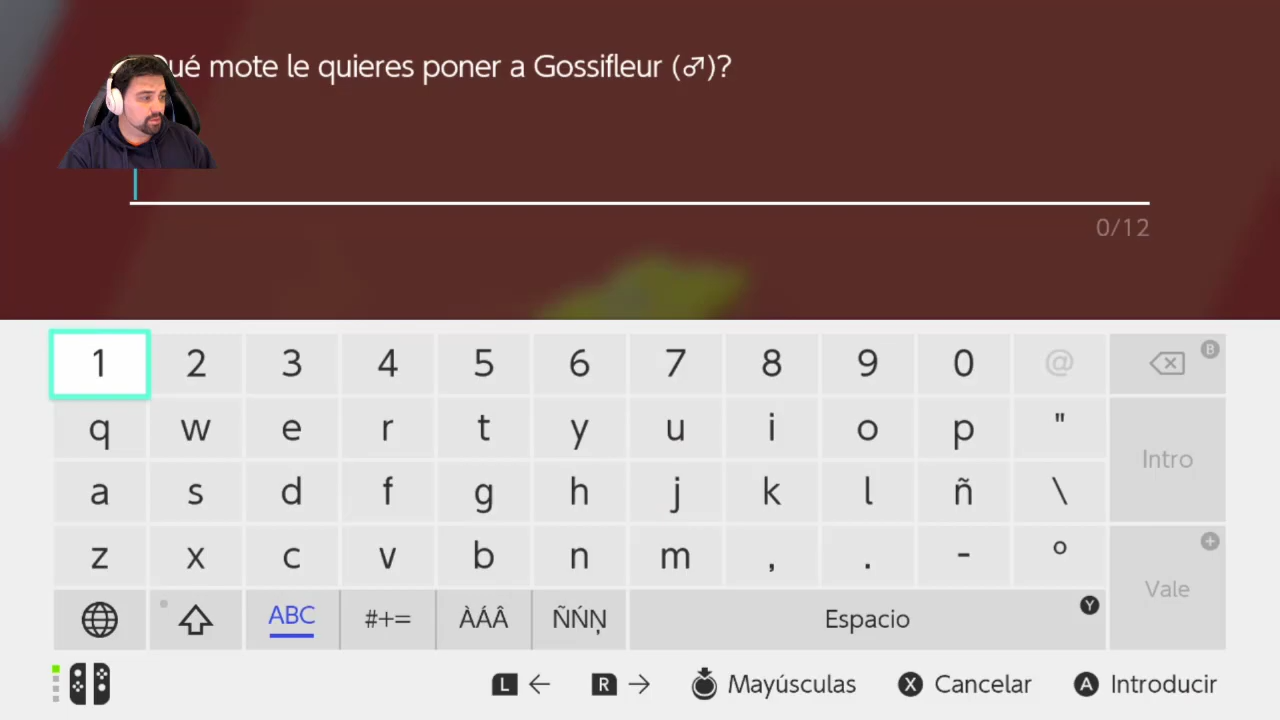 ué mote le quieres poner a Gossifleur (♂)?
0/12
1 2 3 4 5 6 7 8 9 0 @ B
q w e r t y u i o p "
Intro
a s d f g h j k l ñ \
z x c v b n m , . - º
+
Vale
ABC #+= ÀÁÂ ÑŃŅ Espacio Y
L ← R → Mayúsculas X Cancelar A Introducir